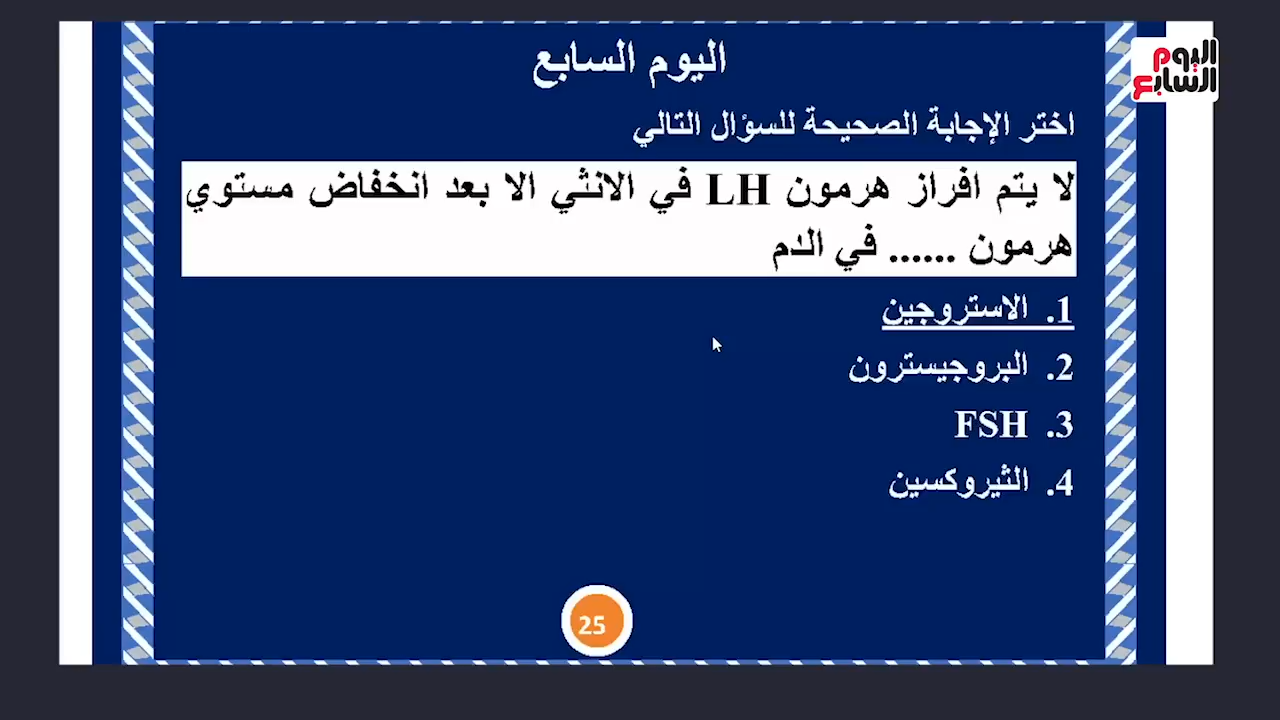 اليوم السابع
اليوم
السابع
اختر الإجابة الصحيحة للسؤال التالي
لا يتم افراز هرمون LH في الانثي الا بعد انخفاض مستوي
هرمون ...... في الدم
1. الاستروجين
2. البروجيسترون
3. FSH
4. الثيروكسين
25